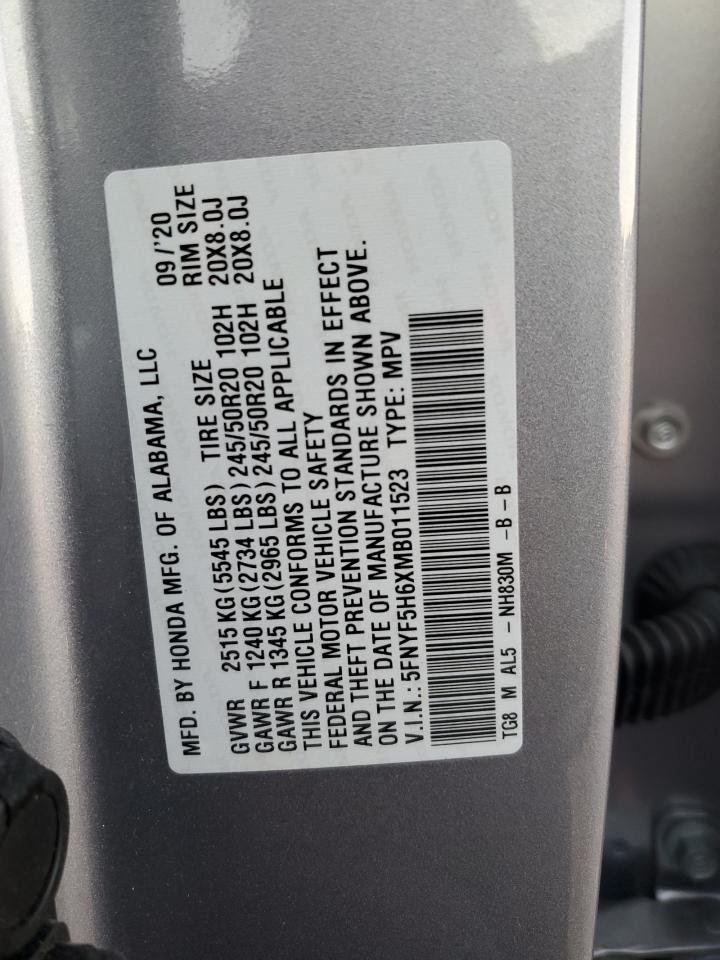 MFD. BY HONDA MFG. OF ALABAMA, LLC 09/'20
GVWR 2515 KG (5545 LBS) TIRE SIZE RIM SIZE
GAWR F 1240 KG (2734 LBS) 245/50R20 102H 20X8.0J
GAWR R 1345 KG (2965 LBS) 245/50R20 102H 20X8.0J
THIS VEHICLE CONFORMS TO ALL APPLICABLE
FEDERAL MOTOR VEHICLE SAFETY
AND THEFT PREVENTION STANDARDS IN EFFECT
ON THE DATE OF MANUFACTURE SHOWN ABOVE.
V.I.N.: 5FNYF5H6XMB011523 TYPE: MPV
TG8 M AL5 - NH830M -B - B